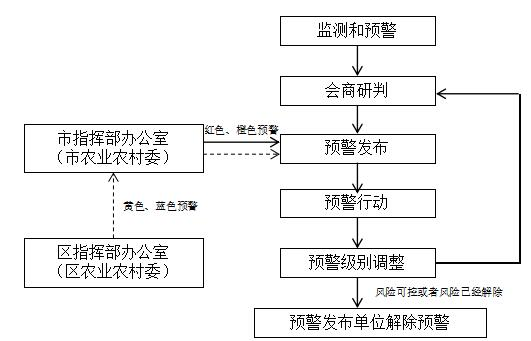 监测和预警
会商研判
红色、橙色预警
市指挥部办公室
（市农业农村委）
预警发布
黄色、蓝色预警
预警行动
区指挥部办公室
（区农业农村委）
预警级别调整
风险可控或者风险已经解除
预警发布单位解除预警